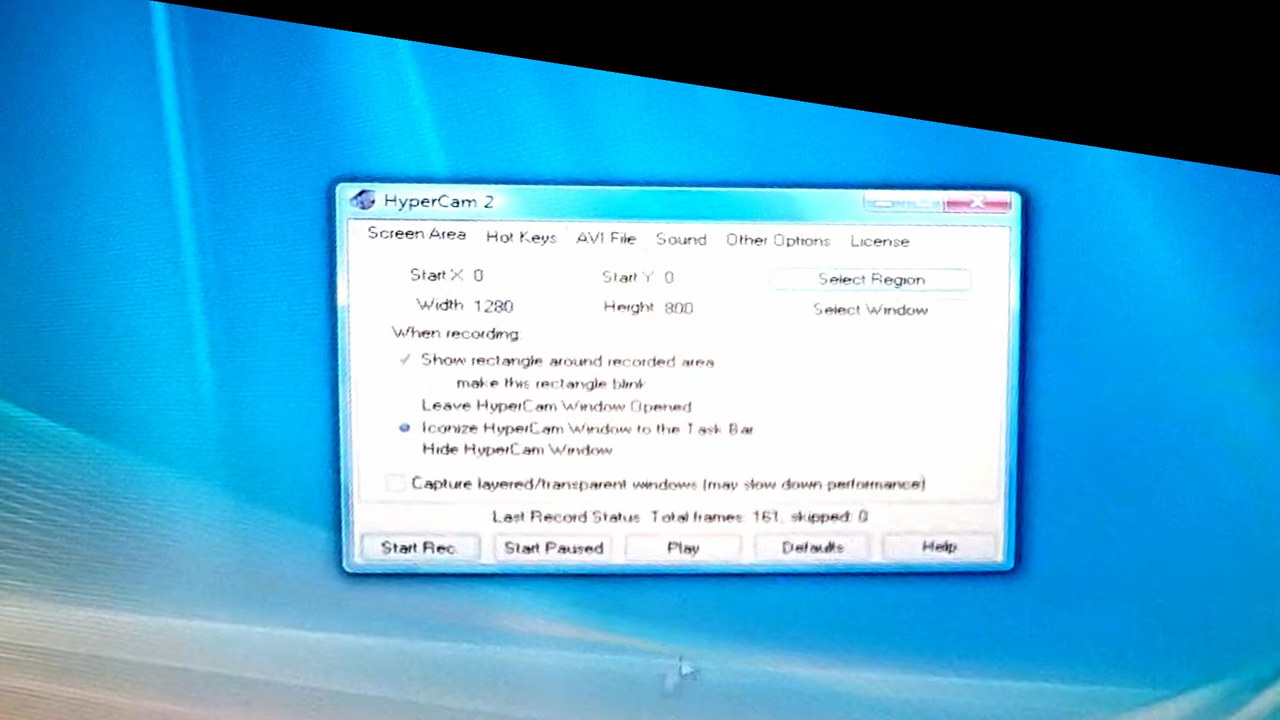 HyperCam 2
Screen Area Hot Keys AVI File Sound Other Options License
Start X 0 Start Y 0 Select Region
Width 1280 Height 800 Select Window
When recording:
Show rectangle around recorded area
make this rectangle blink
Leave HyperCam Window Opened
Iconize HyperCam Window to the Task Bar
Hide HyperCam Window
Capture layered/transparent windows (may slow down performance)
Last Record Status: Total frames: 161, skipped: 0
Start Rec. Start Paused Play Defaults Help